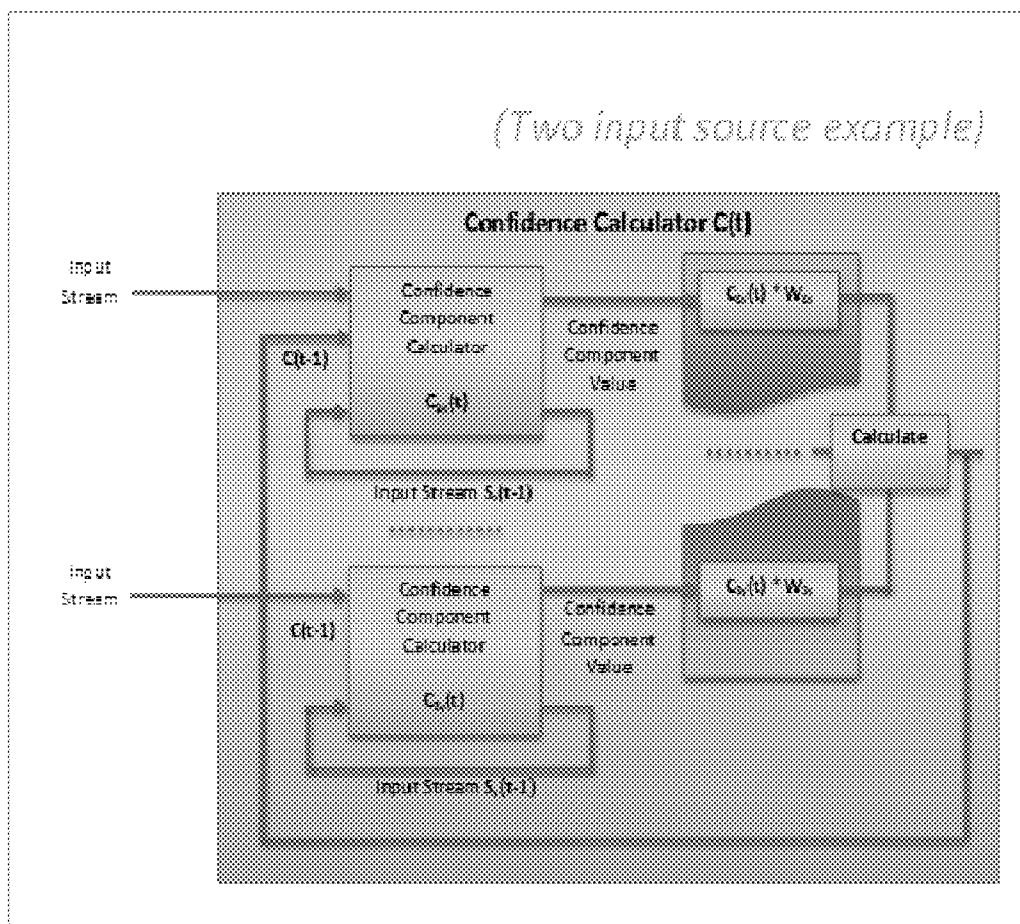 (Two input source example)
Confidence Calculator C(t)
Input
Stream
Confidence
Component
Calculator
C(t-1)
Confidence
Component
Value
Calculate
Input Stream
Input
Stream
Confidence
Component
Calculator
C(t-1)
Confidence
Component
Value
Input Stream